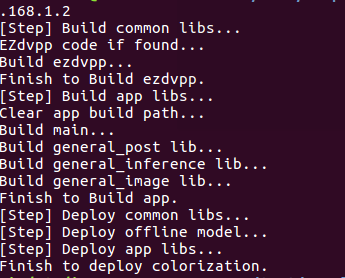 .168.1.2
[Step] Build common libs...
EZdvpp code if found...
Build ezdvpp...
Finish to Build ezdvpp.
[Step] Build app libs...
Clear app build path...
Build main...
Build general_post lib...
Build general_inference lib...
Build general_image lib...
Finish to Build app.
[Step] Deploy common libs...
[Step] Deploy offline model...
[Step] Deploy app libs...
Finish to deploy colorization.